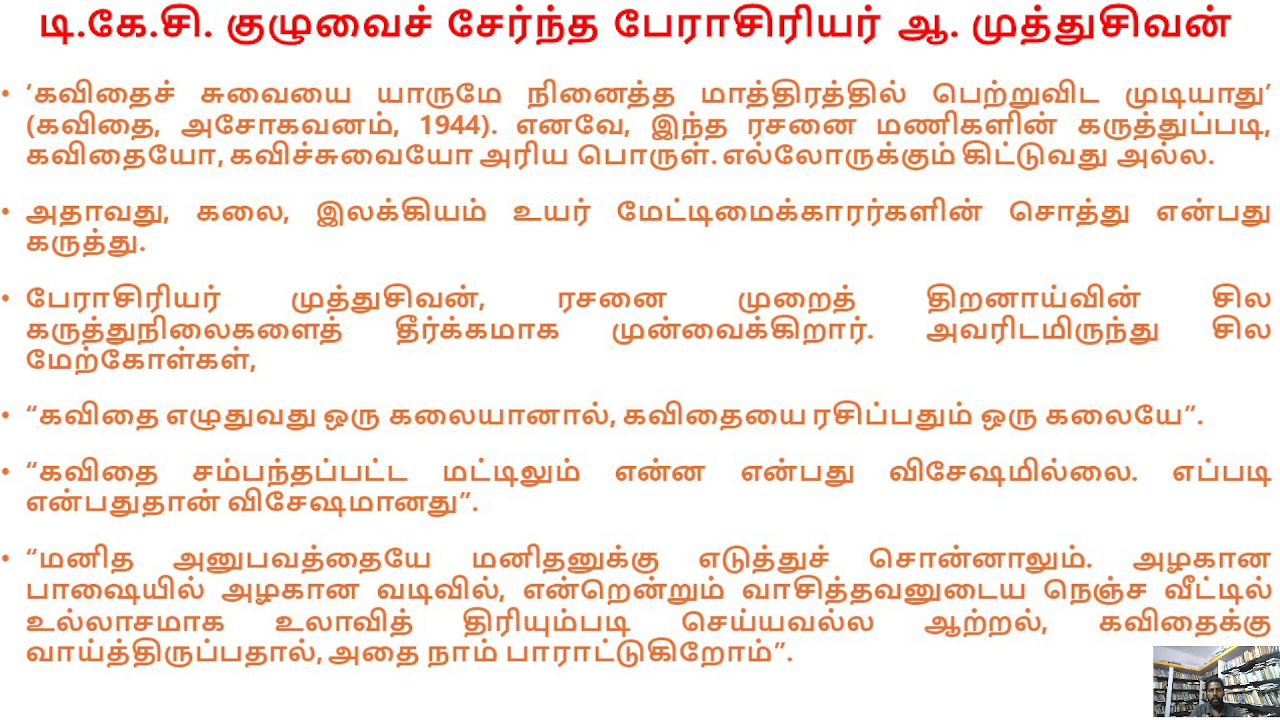 டி.கே.சி. குழுவைச் சேர்ந்த பேராசிரியர் ஆ. முத்துசிவன்
• ‘கவிதைச் சுவையை யாருமே நினைத்த மாத்திரத்தில் பெற்றுவிட முடியாது’
(கவிதை, அசோகவனம், 1944). எனவே, இந்த ரசனை மணிகளின் கருத்துப்படி,
கவிதையோ, கவிச்சுவையோ அரிய பொருள். எல்லோருக்கும் கிட்டுவது அல்ல.
• அதாவது, கலை, இலக்கியம் உயர் மேட்டிமைக்காரர்களின் சொத்து என்பது
கருத்து.
• பேராசிரியர் முத்துசிவன், ரசனை முறைத் திறனாய்வின் சில
கருத்துநிலைகளைத் தீர்க்கமாக முன்வைக்கிறார். அவரிடமிருந்து சில
மேற்கோள்கள்,
• “கவிதை எழுதுவது ஒரு கலையானால், கவிதையை ரசிப்பதும் ஒரு கலையே”.
• “கவிதை சம்பந்தப்பட்ட மட்டிலும் என்ன என்பது விசேஷமில்லை. எப்படி
என்பதுதான் விசேஷமானது”.
• “மனித அனுபவத்தையே மனிதனுக்கு எடுத்துச் சொன்னாலும். அழகான
பாஷையில் அழகான வடிவில், என்றென்றும் வாசித்தவனுடைய நெஞ்ச வீட்டில்
உல்லாசமாக உலாவித் திரியும்படி செய்யவல்ல ஆற்றல், கவிதைக்கு
வாய்த்திருப்பதால், அதை நாம் பாராட்டுகிறோம்”.